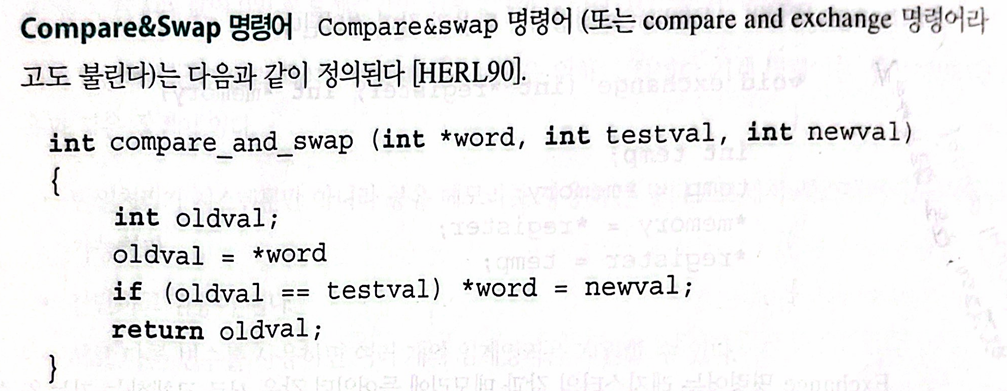 Compare&Swap 명령어 Compare&swap 명령어 (또는 compare and exchange 명령어라
고도 불린다)는 다음과 같이 정의된다 [HERL90].
int compare_and_swap (int *word, int testval, int newval)
{
int oldval;
oldval = *word
if (oldval == testval) *word = newval;
return oldval;
}